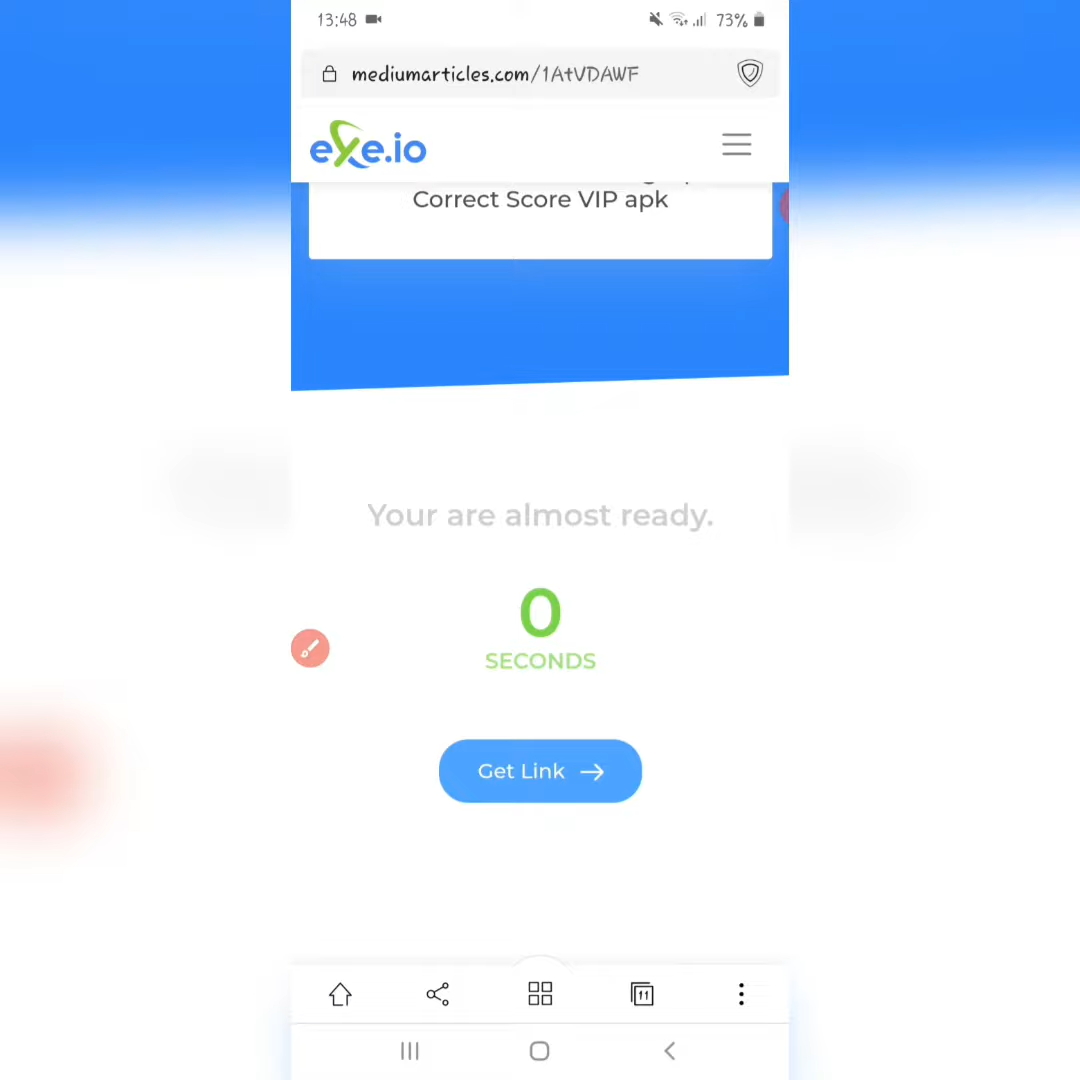 13:48 73%
mediumarticles.com/1AtVDAWF
exe.io
Correct Score VIP apk
Your are almost ready.
0
SECONDS
Get Link
11